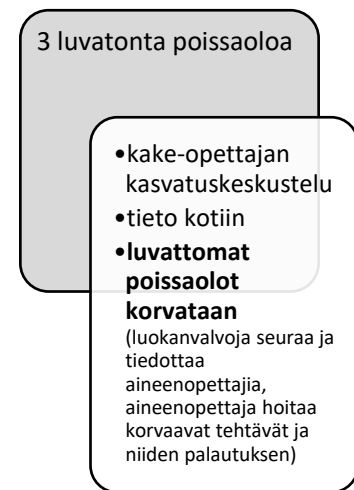 3 luvatonta poissaoloa
•kake-opettajan
kasvatuskeskustelu
•tieto kotiin
•luvattomat
poissaolot
korvataan
(luokanvalvoja seuraa ja
tiedottaa
aineenopettajia,
aineenopettaja hoitaa
korvaavat tehtävät ja
niiden palautuksen)